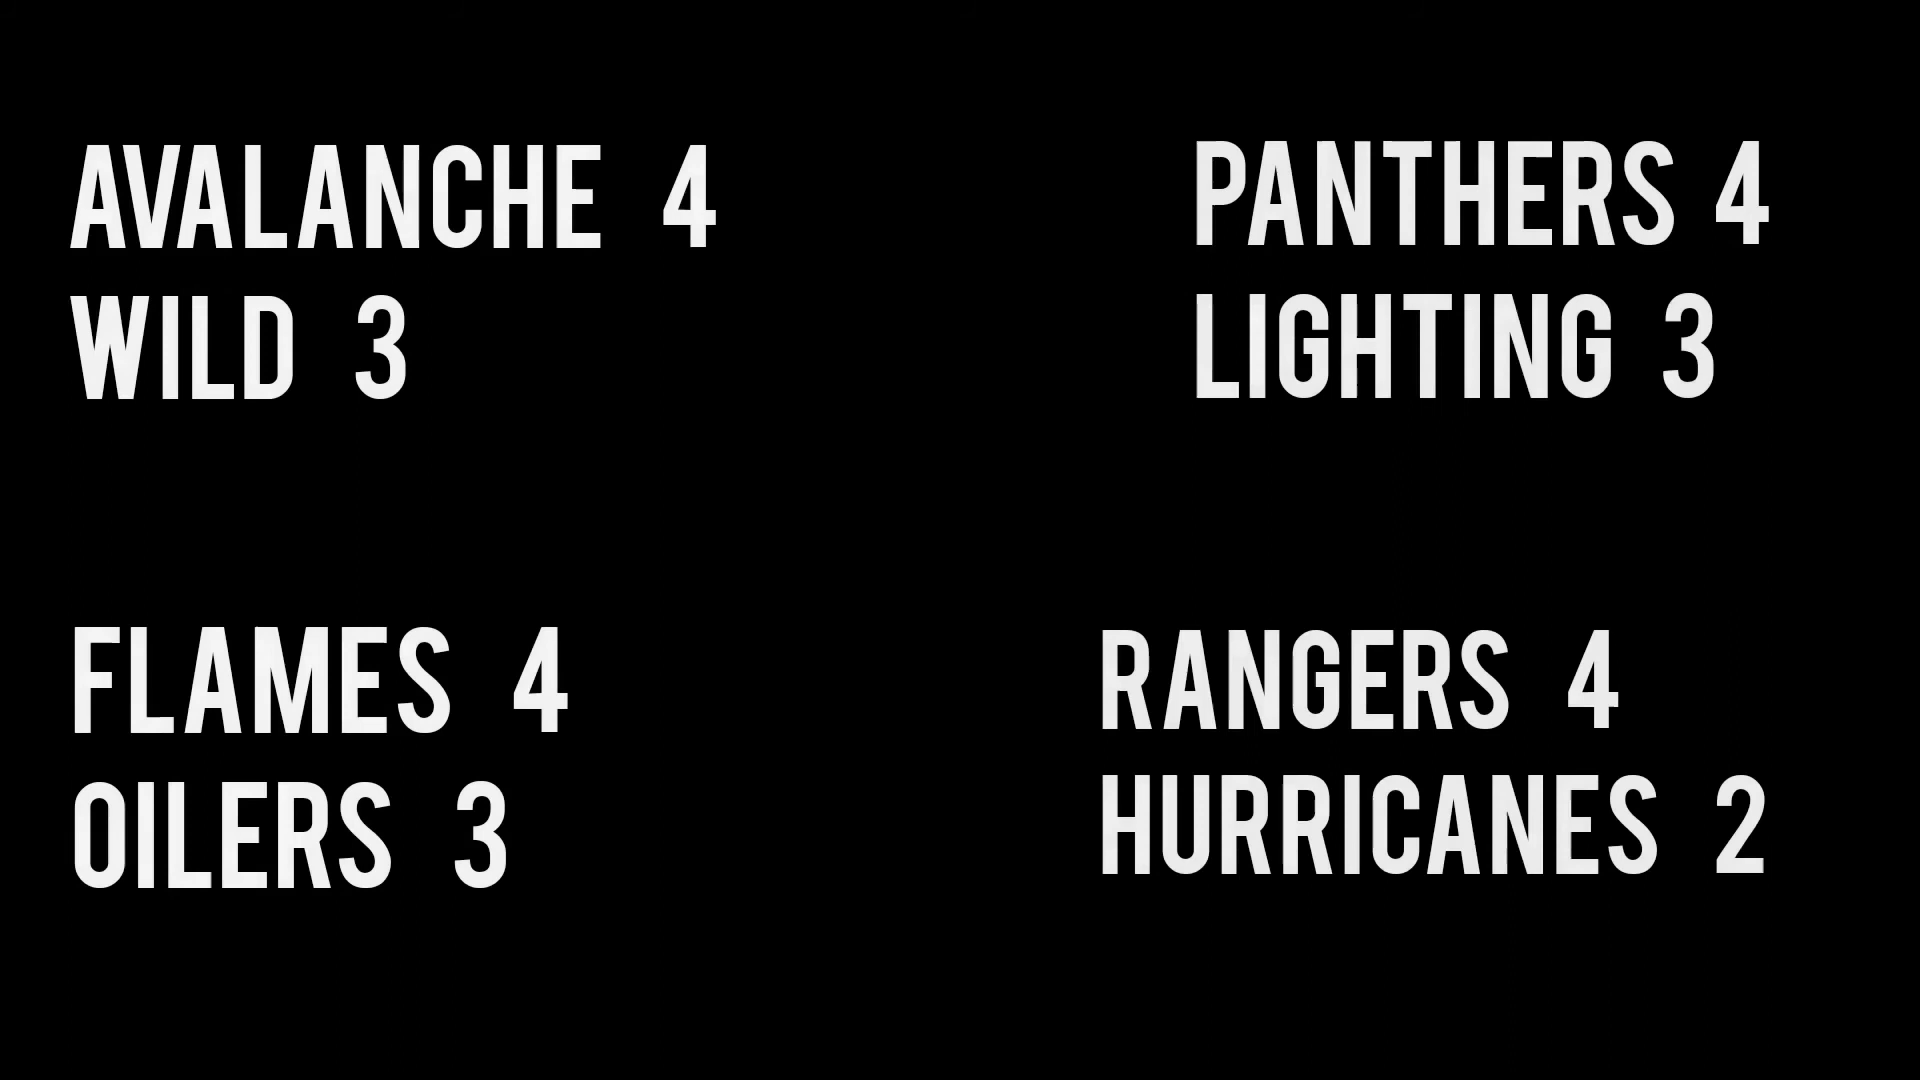 AVALANCHE 4
WILD 3
PANTHERS 4
LIGHTING 3
FLAMES 4
OILERS 3
RANGERS 4
HURRICANES 2